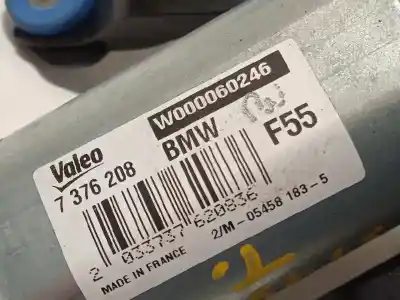 W000060246
Valeo
BMW
7 376 208
F55
2 033737 620836
2/M - 05458 183-5
MADE IN FRANCE